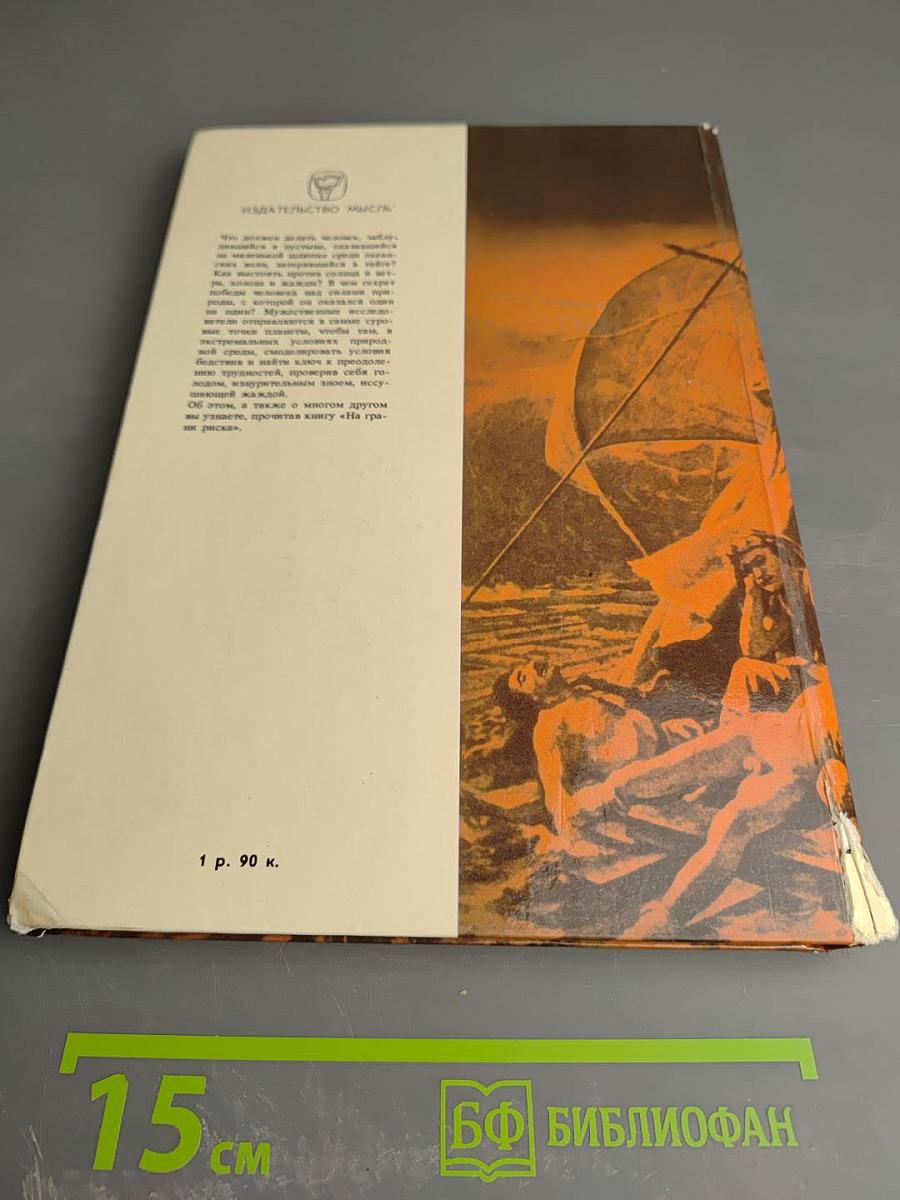 ИЗДАТЕЛЬСТВО "МЫСЛЬ"
Что должен делать человек, заблу-
дившийся в пустыне, оказавшийся
на маленькой шлюпке среди океан-
ских волн, затерявшийся в тайге?
Как выстоять против солнца и вет-
ра, холода и жажды? В чем секрет
победы человека над силами при-
роды, с которой он оказался один
на один? Мужественные исследо-
ватели отправляются в самые суро-
вые точки планеты, чтобы там, в
экстремальных условиях природ-
ной среды, смоделировать условия
бедствия и найти ключ к преодоле-
нию трудностей, проверив себя го-
лодом, изнурительным зноем, иссу-
шающей жаждой.
Об этом, а также о многом другом
вы узнаете, прочитав книгу «На гра-
ни риска».
1 р. 90 к.
15 см
БФ БИБЛИОФАН